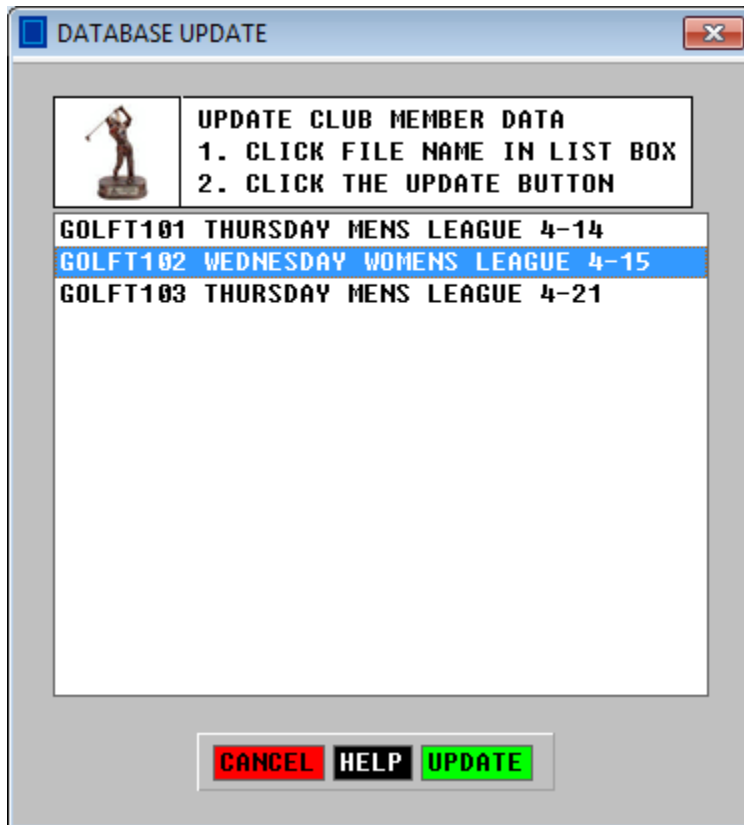 DATABASE UPDATE
UPDATE CLUB MEMBER DATA
1. CLICK FILE NAME IN LIST BOX
2. CLICK THE UPDATE BUTTON
GOLFT101 THURSDAY MENS LEAGUE 4-14
GOLFT102 WEDNESDAY WOMENS LEAGUE 4-15
GOLFT103 THURSDAY MENS LEAGUE 4-21
CANCEL HELP UPDATE